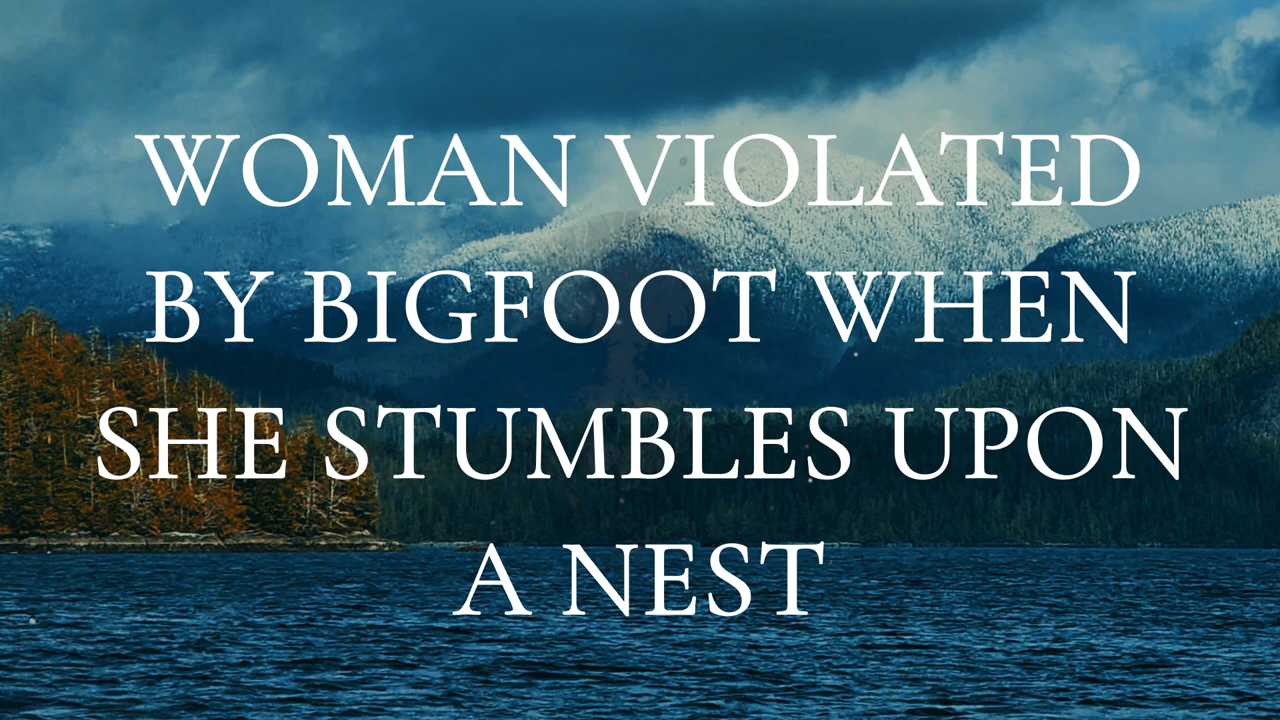 WOMAN VIOLATED
BY BIGFOOT WHEN
SHE STUMBLES UPON
A NEST